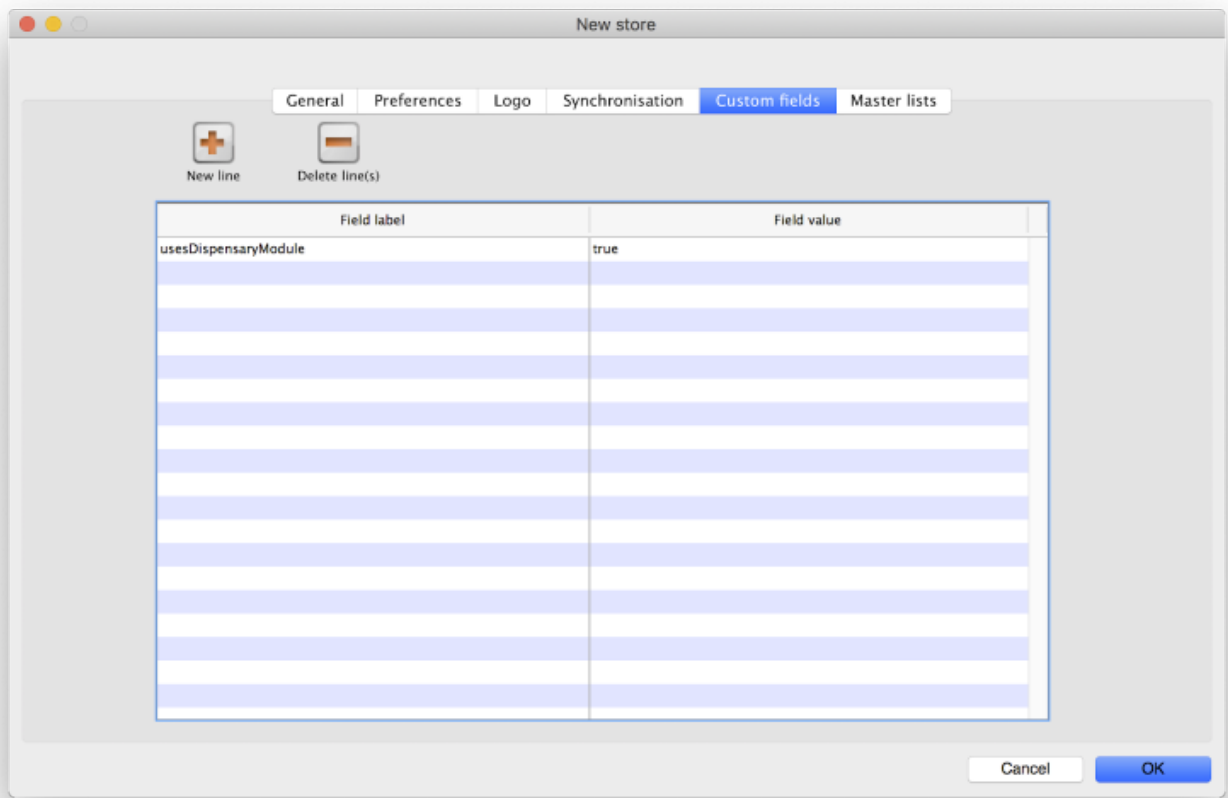 New store
General Preferences Logo Synchronisation Custom fields Master lists
New line Delete line(s)
Field label Field value
usesDispensaryModule true
Cancel OK